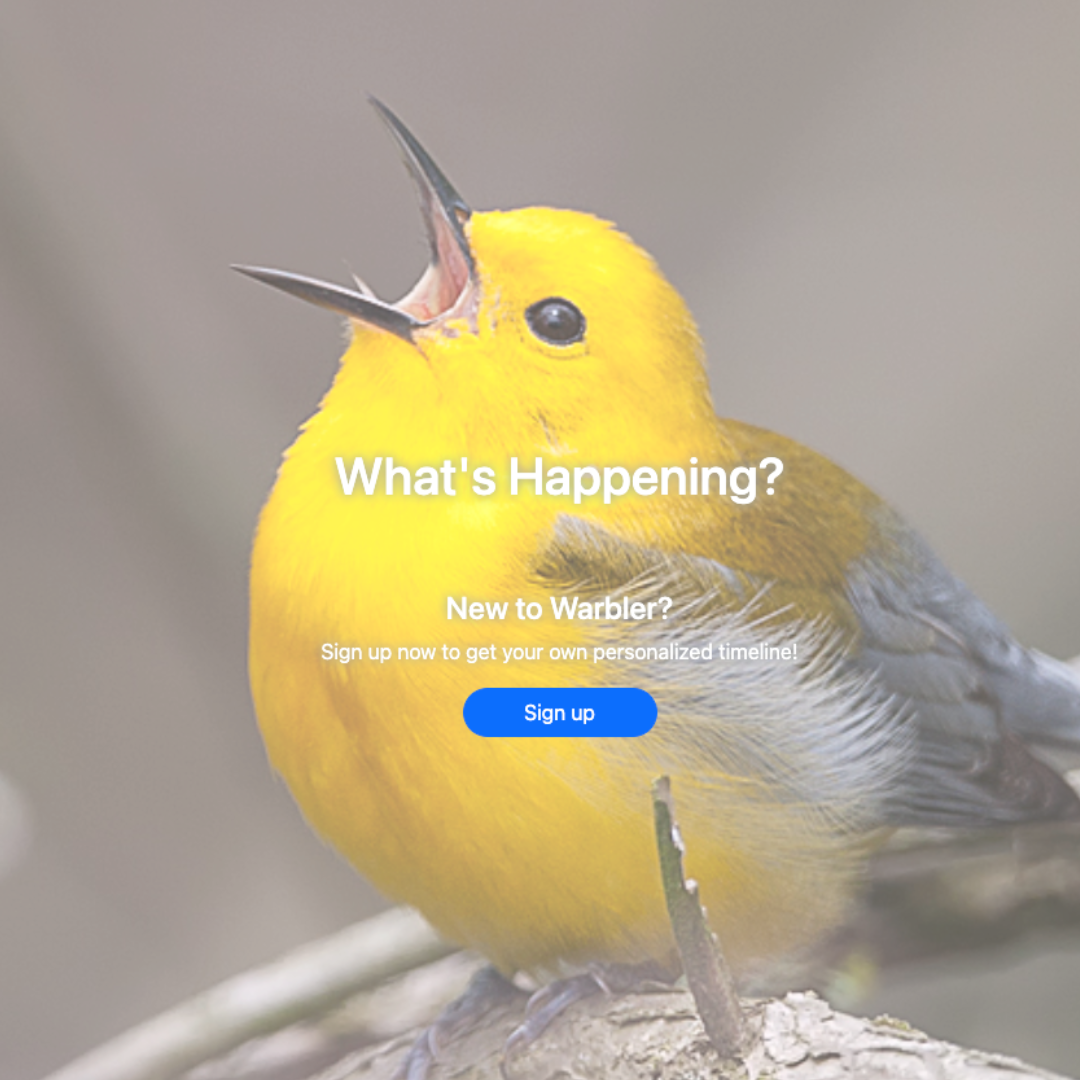 What's Happening?
New to Warbler?
Sign up now to get your own personalized timeline!
Sign up